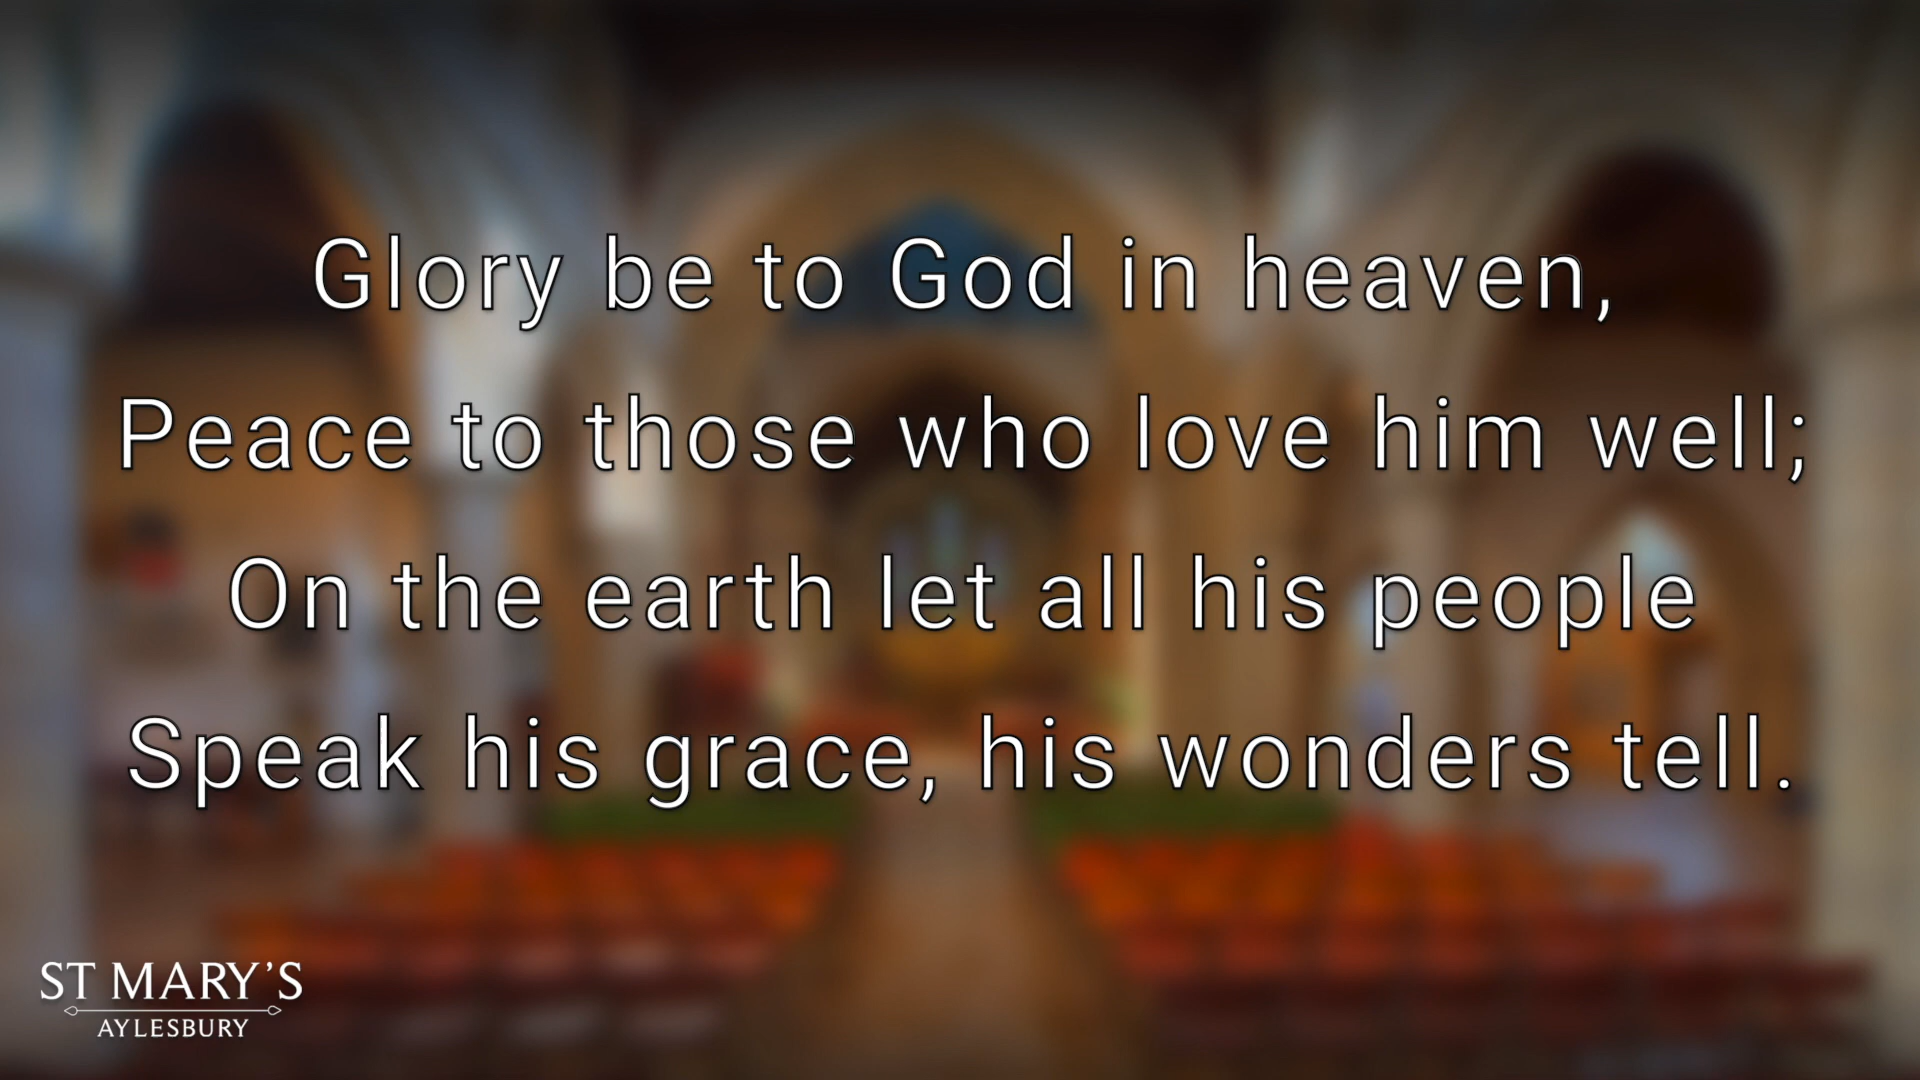 Glory be to God in heaven,
Peace to those who love him well;
On the earth let all his people
Speak his grace, his wonders tell.
ST MARY'S
AYLESBURY